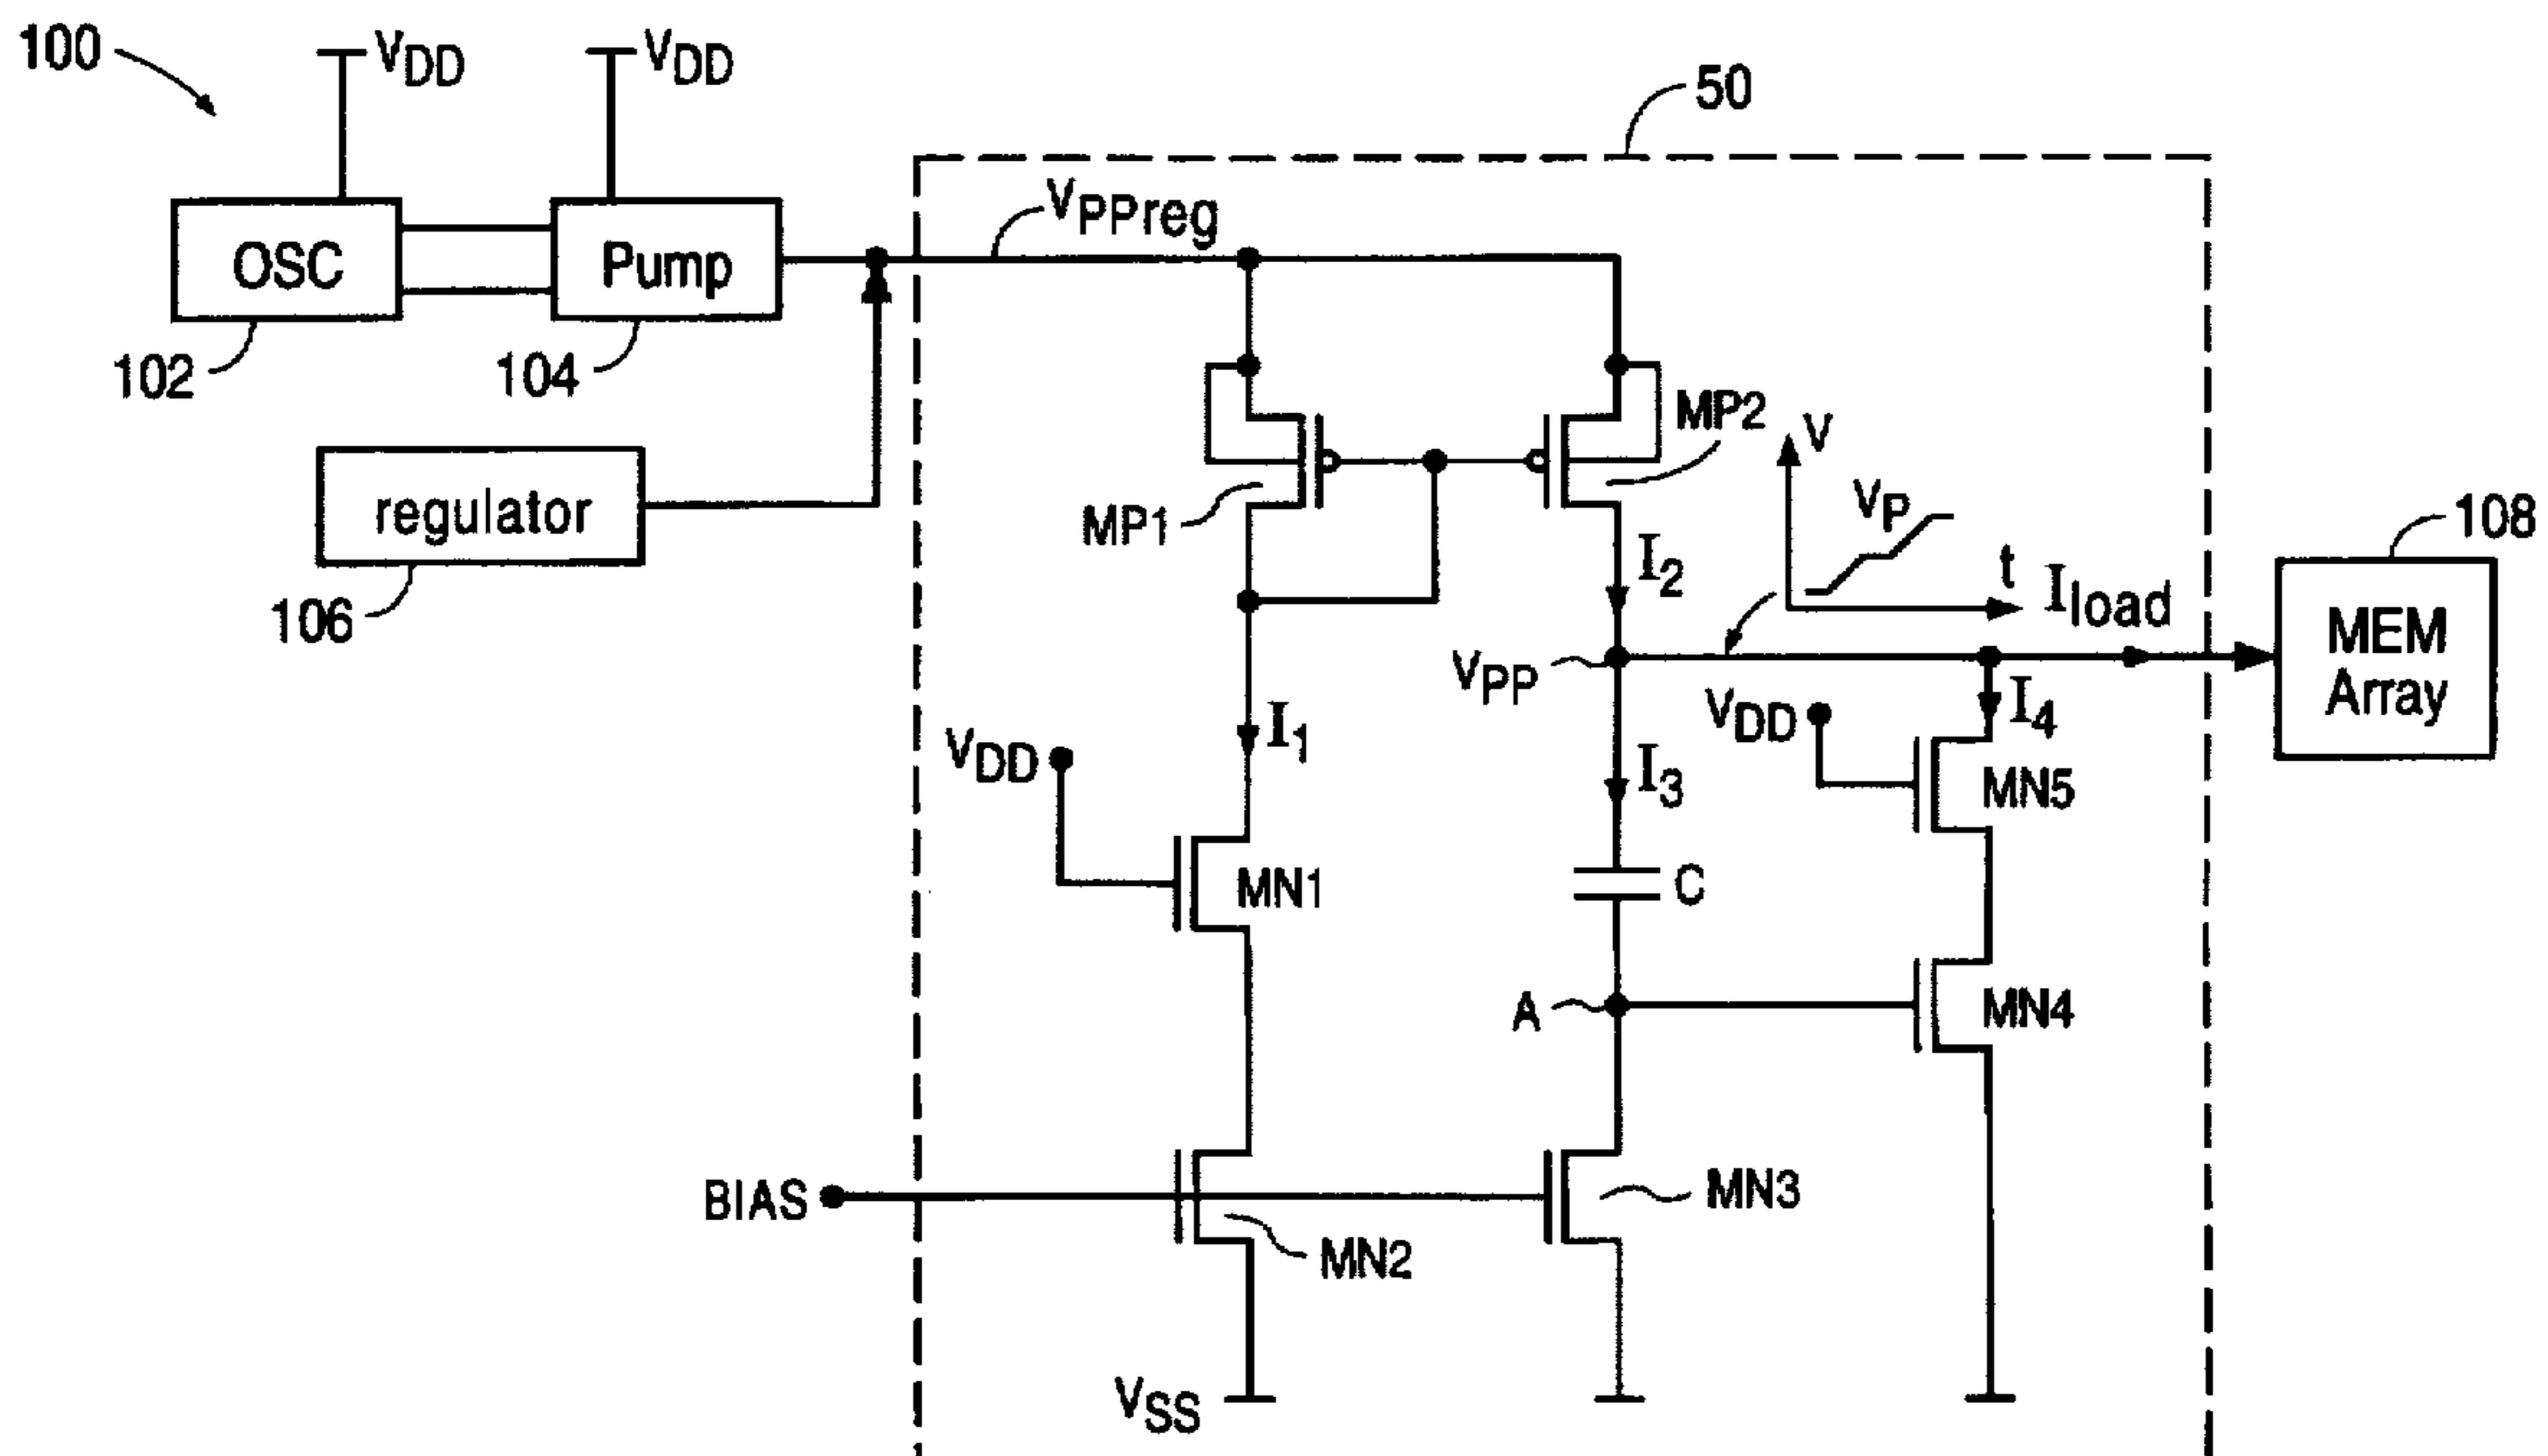 100
VDD
VDD
50
OSC
Pump
VPPreg
102
104
MP2
V
VP
t
Iload
regulator
106
MP1
I2
108
MEM
Array
VPP
VDD
I4
VDD
I1
I3
MN5
MN1
C
A
MN4
BIAS
MN3
MN2
VSS